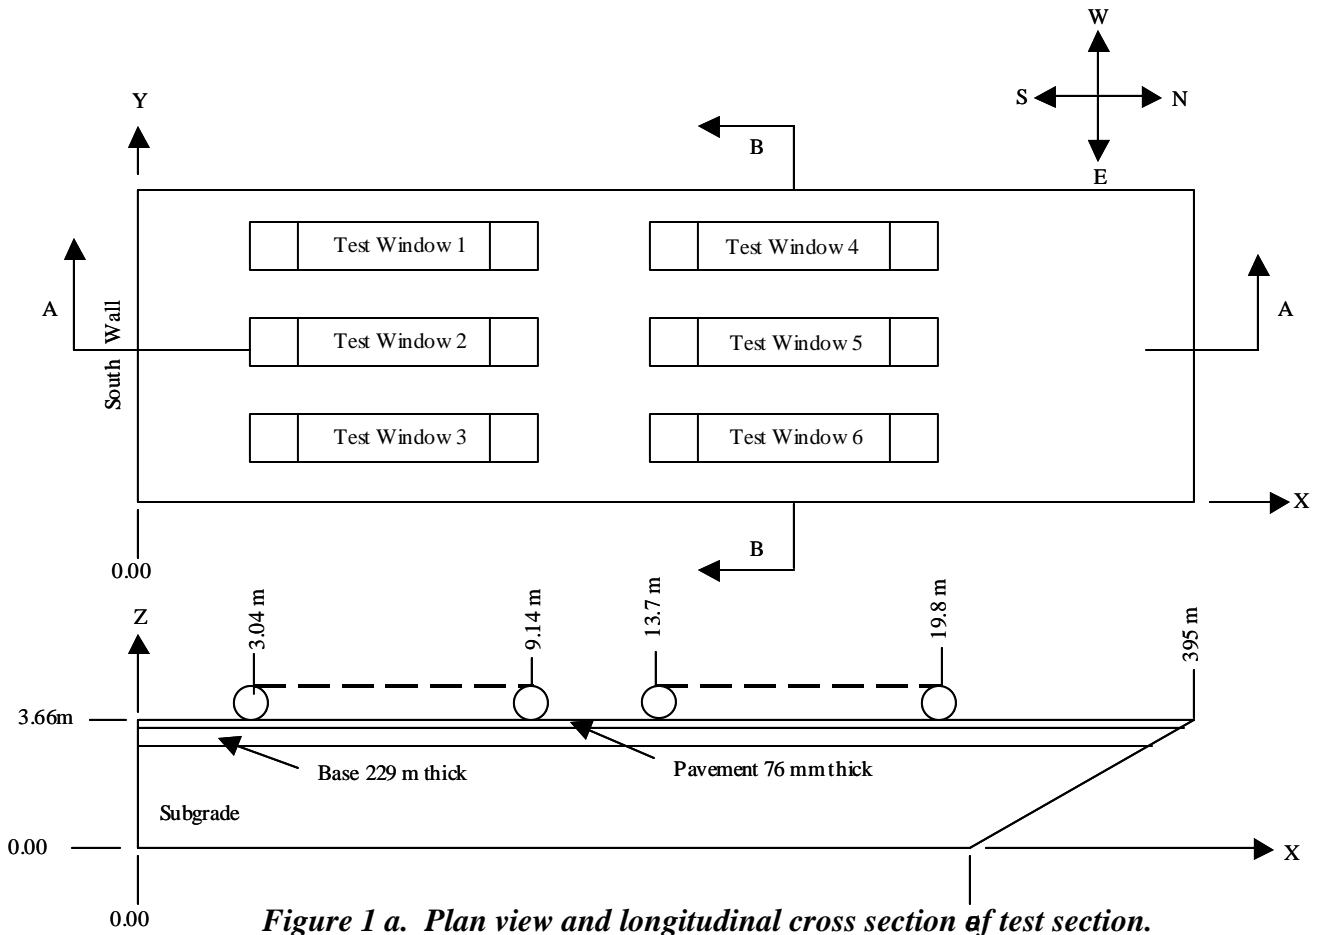 W
S
N
E
Y
B
Test Window 1
Test Window 4
A
South Wall
Test Window 2
Test Window 5
A
Test Window 3
Test Window 6
X
B
0.00
Z
3.04 m
9.14 m
13.7 m
19.8 m
395 m
3.66m
Base 229 m thick
Pavement 76 mm thick
Subgrade
0.00
X
0.00
Figure 1 a. Plan view and longitudinal cross section of test section.